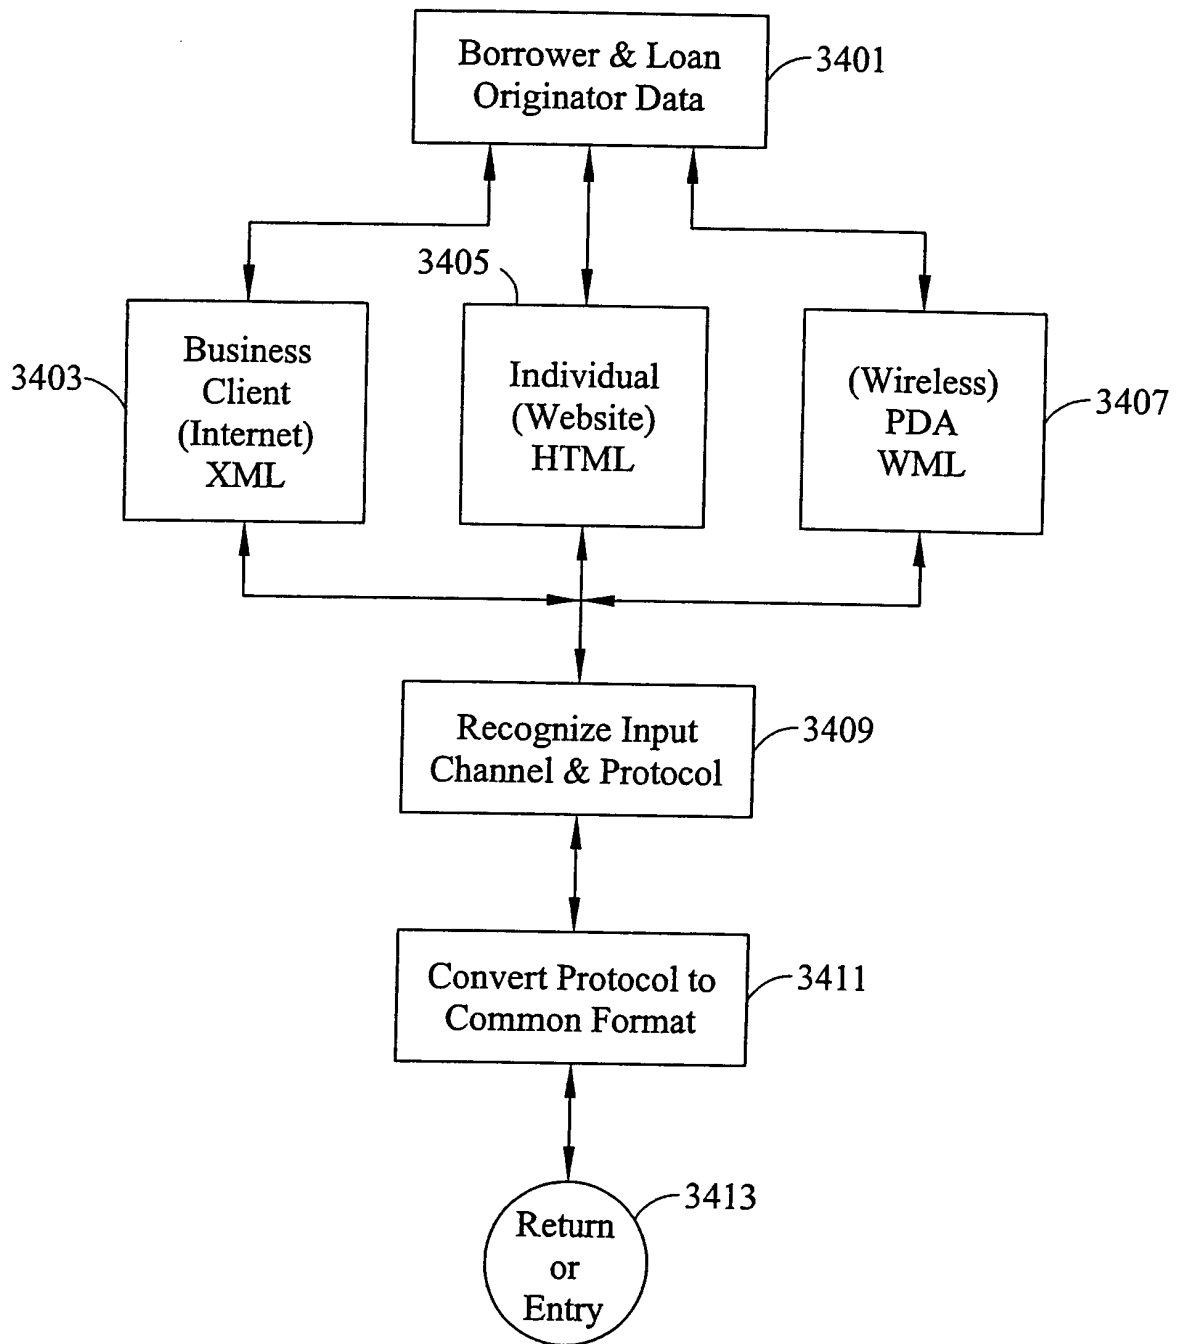 Borrower & Loan
Originator Data
3401
3405
3403
Business
Client
(Internet)
XML
Individual
(Website)
HTML
(Wireless)
PDA
WML
3407
Recognize Input
Channel & Protocol
3409
Convert Protocol to
Common Format
3411
3413
Return
or
Entry